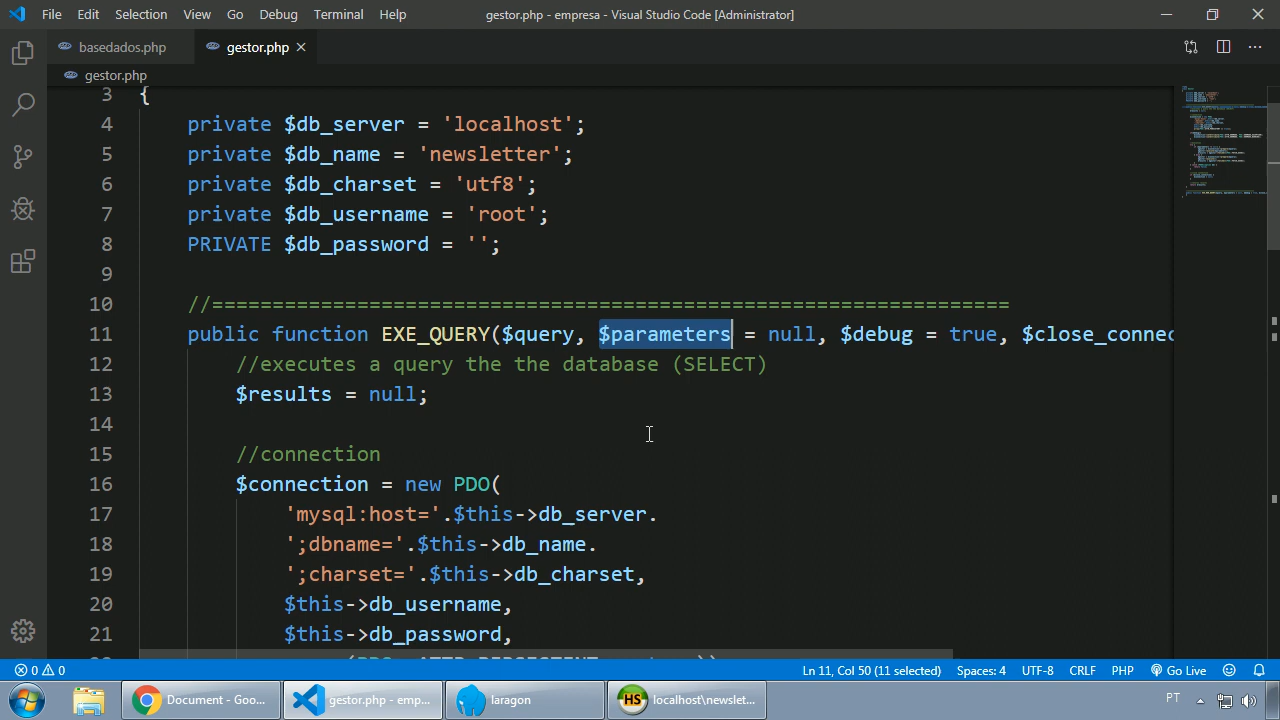 File Edit Selection View Go Debug Terminal Help gestor.php - empresa - Visual Studio Code [Administrator]
basedados.php gestor.php
gestor.php
3 {
4 private $db_server = 'localhost';
5 private $db_name = 'newsletter';
6 private $db_charset = 'utf8';
7 private $db_username = 'root';
8 PRIVATE $db_password = '';
9
10 //==================================================================
11 public function EXE_QUERY($query, $parameters = null, $debug = true, $close_connec
12 //executes a query the the database (SELECT)
13 $results = null;
14
15 //connection
16 $connection = new PDO(
17 'mysql:host='.$this->db_server.
18 ';dbname='.$this->db_name.
19 ';charset='.$this->db_charset,
20 $this->db_username,
21 $this->db_password,
0 0 Ln 11, Col 50 (11 selected) Spaces: 4 UTF-8 CRLF PHP Go Live
Document - Goo... gestor.php - emp... laragon HS localhost\newslet... PT